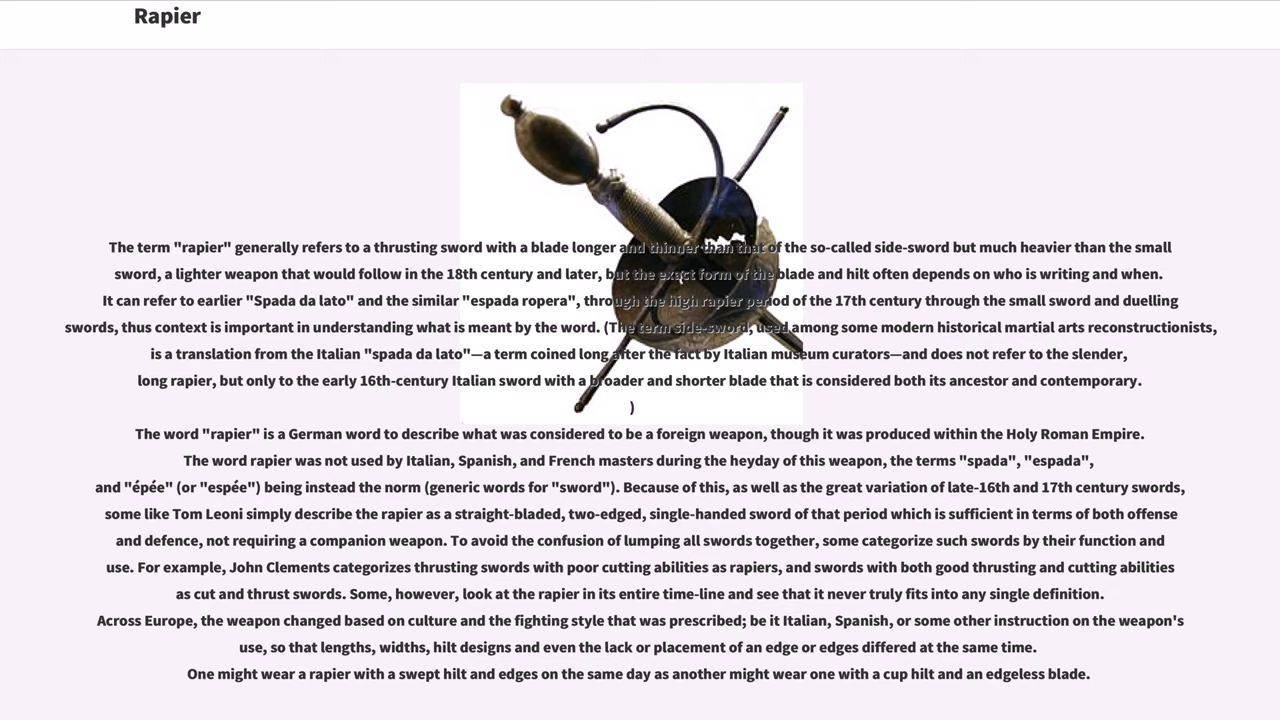 Rapier
The term "rapier" generally refers to a thrusting sword with a blade longer and thinner than that of the so-called side-sword but much heavier than the small
sword, a lighter weapon that would follow in the 18th century and later, but the exact form of the blade and hilt often depends on who is writing and when.
It can refer to earlier "Spada da lato" and the similar "espada ropera", through the high rapier period of the 17th century through the small sword and duelling
swords, thus context is important in understanding what is meant by the word. (The term side-sword, used among some modern historical martial arts reconstructionists,
is a translation from the Italian "spada da lato"—a term coined long after the fact by Italian museum curators—and does not refer to the slender,
long rapier, but only to the early 16th-century Italian sword with a broader and shorter blade that is considered both its ancestor and contemporary.
)
The word "rapier" is a German word to describe what was considered to be a foreign weapon, though it was produced within the Holy Roman Empire.
The word rapier was not used by Italian, Spanish, and French masters during the heyday of this weapon, the terms "spada", "espada",
and "épée" (or "espée") being instead the norm (generic words for "sword"). Because of this, as well as the great variation of late-16th and 17th century swords,
some like Tom Leoni simply describe the rapier as a straight-bladed, two-edged, single-handed sword of that period which is sufficient in terms of both offense
and defence, not requiring a companion weapon. To avoid the confusion of lumping all swords together, some categorize such swords by their function and
use. For example, John Clements categorizes thrusting swords with poor cutting abilities as rapiers, and swords with both good thrusting and cutting abilities
as cut and thrust swords. Some, however, look at the rapier in its entire time-line and see that it never truly fits into any single definition.
Across Europe, the weapon changed based on culture and the fighting style that was prescribed; be it Italian, Spanish, or some other instruction on the weapon's
use, so that lengths, widths, hilt designs and even the lack or placement of an edge or edges differed at the same time.
One might wear a rapier with a swept hilt and edges on the same day as another might wear one with a cup hilt and an edgeless blade.